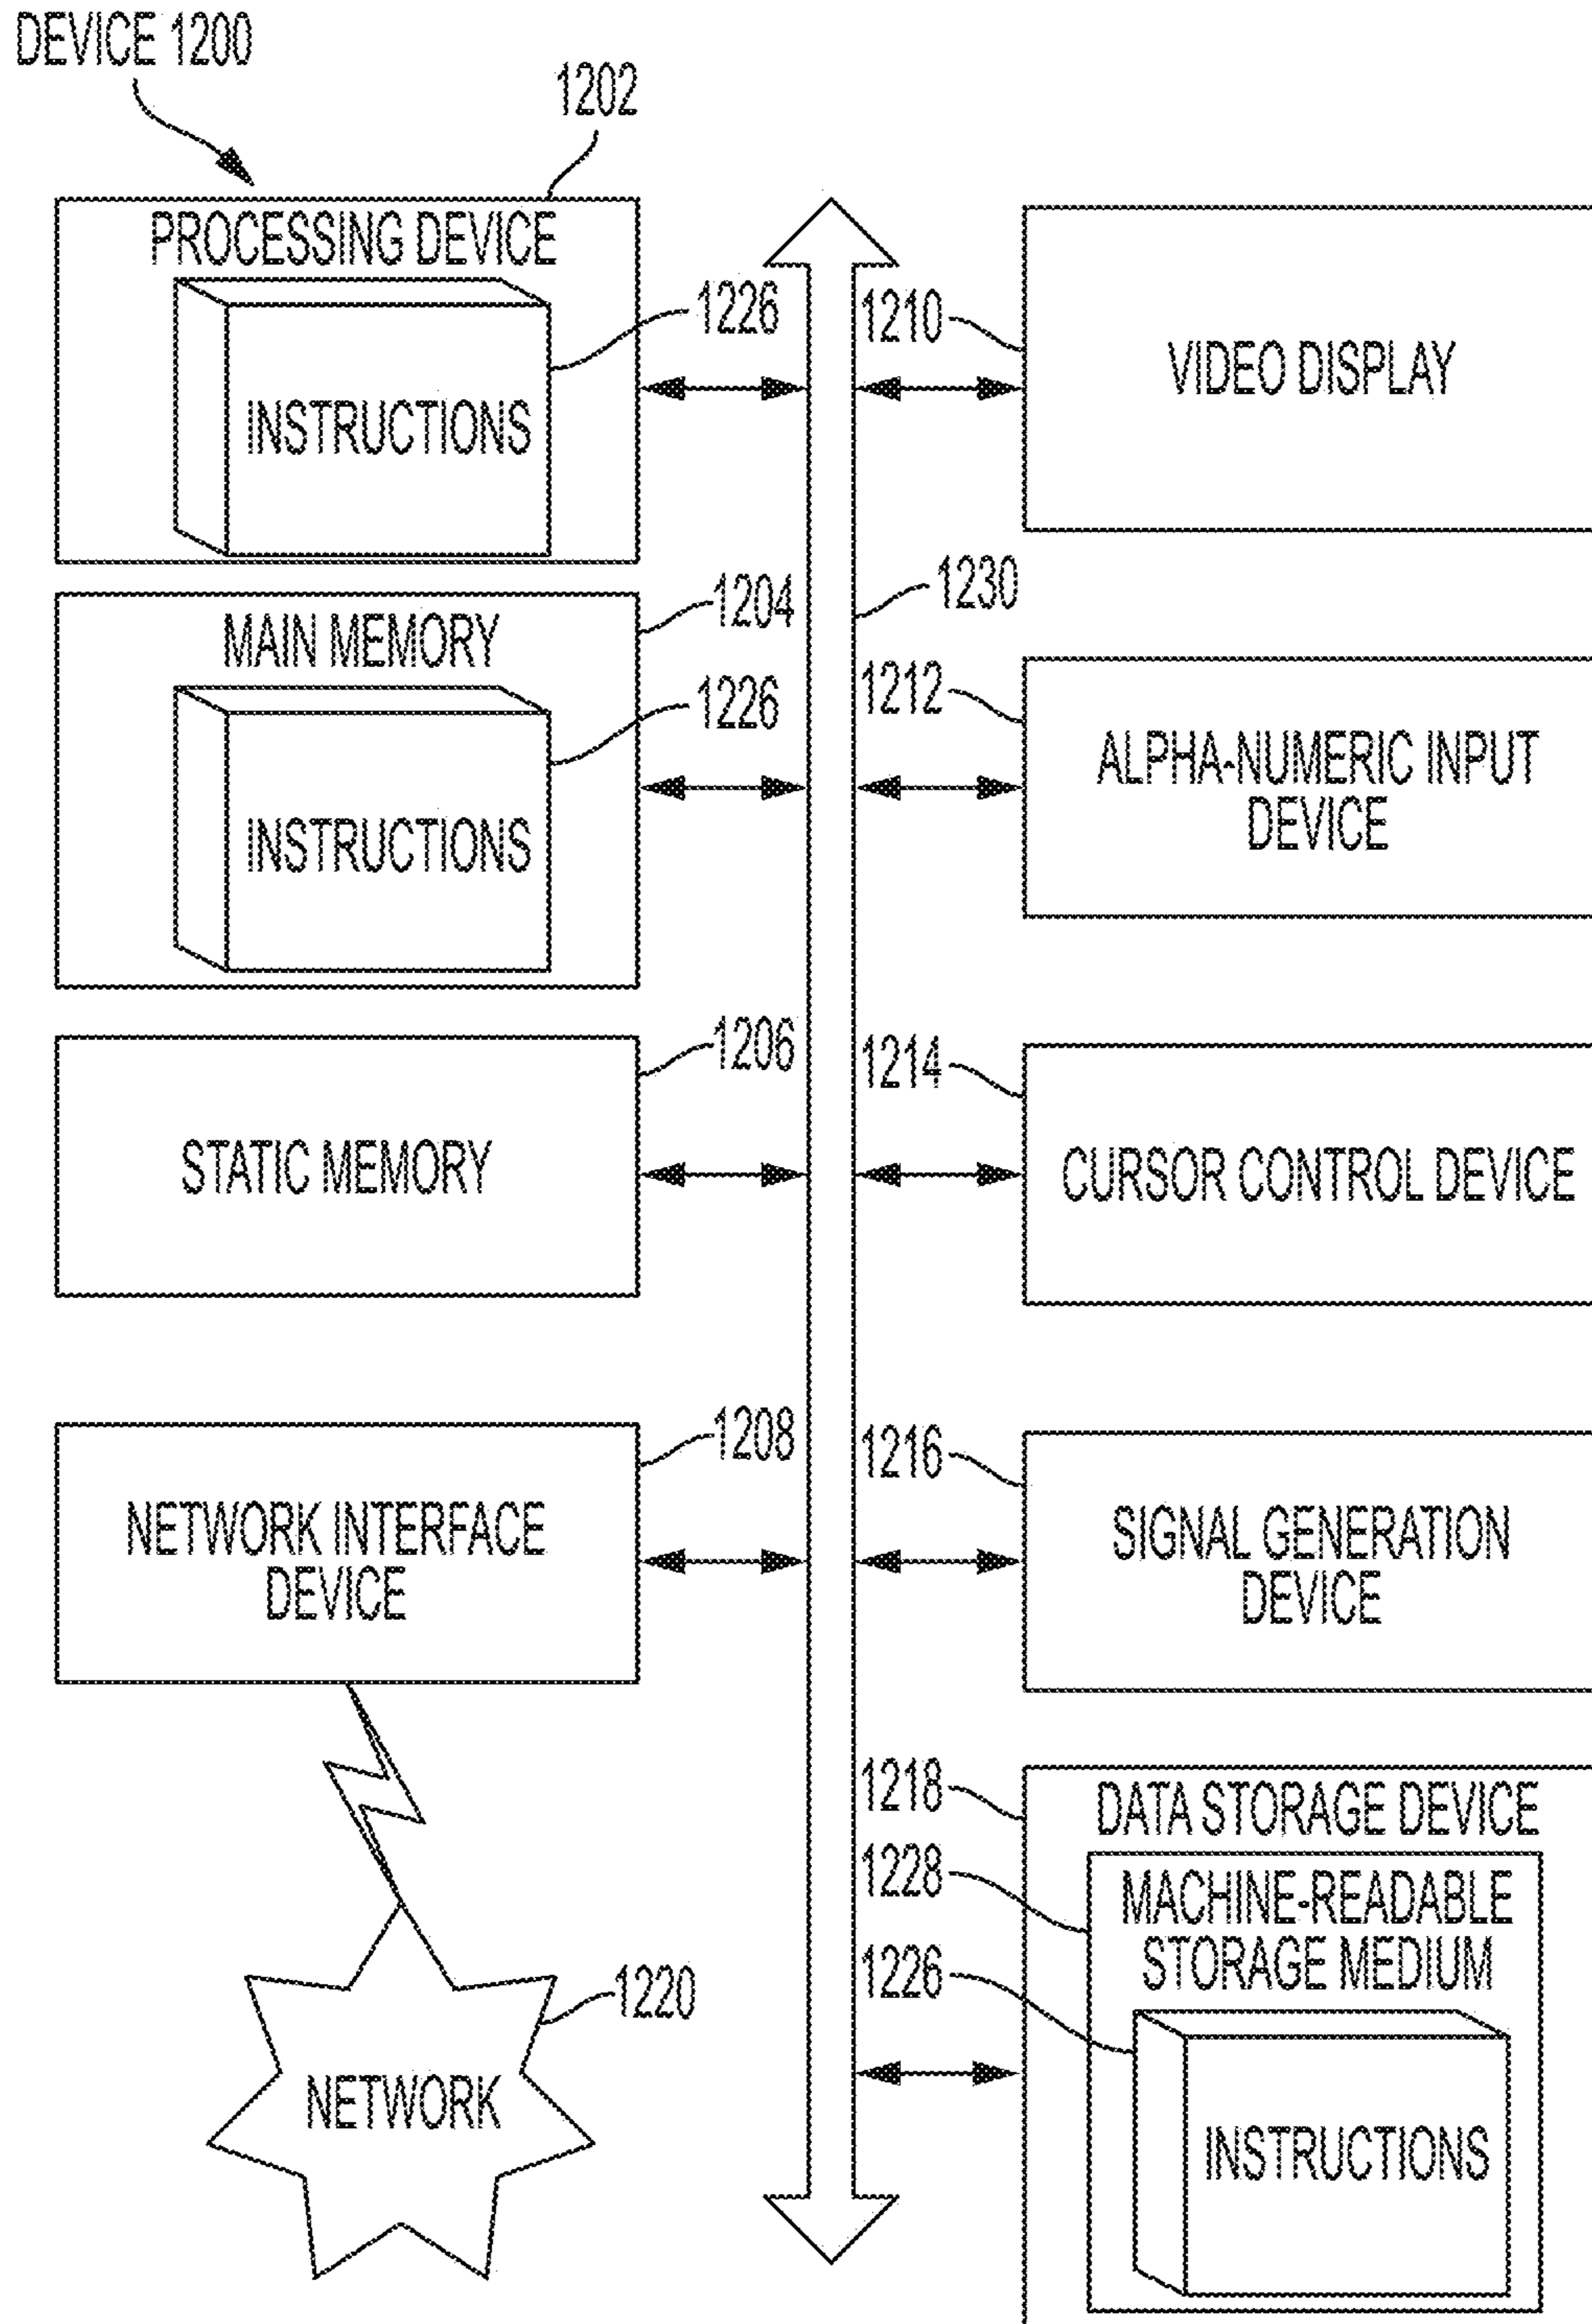 DEVICE 1200
1202
PROCESSING DEVICE
1226
INSTRUCTIONS
1204
MAIN MEMORY
1226
INSTRUCTIONS
1206
STATIC MEMORY
1208
NETWORK INTERFACE
DEVICE
1220
NETWORK
1230
1210
VIDEO DISPLAY
1212
ALPHA-NUMERIC INPUT
DEVICE
1214
CURSOR CONTROL DEVICE
1216
SIGNAL GENERATION
DEVICE
1218
DATA STORAGE DEVICE
1228
MACHINE-READABLE
STORAGE MEDIUM
1226
INSTRUCTIONS